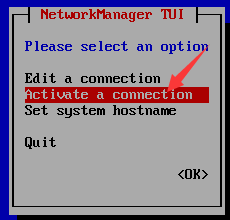 NetworkManager TUI
Please select an option
Edit a connection
Activate a connection
Set system hostname
Quit
<OK>